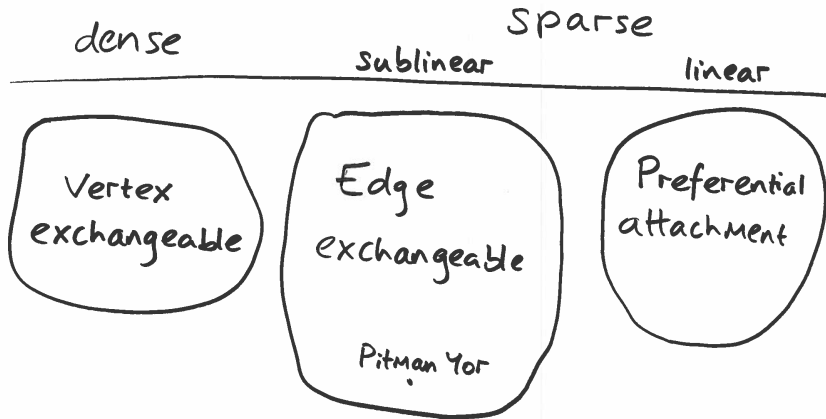 dense
sparse
sublinear
linear
Vertex
exchangeable
Edge
exchangeable
Pitman Yor
Preferential
attachment